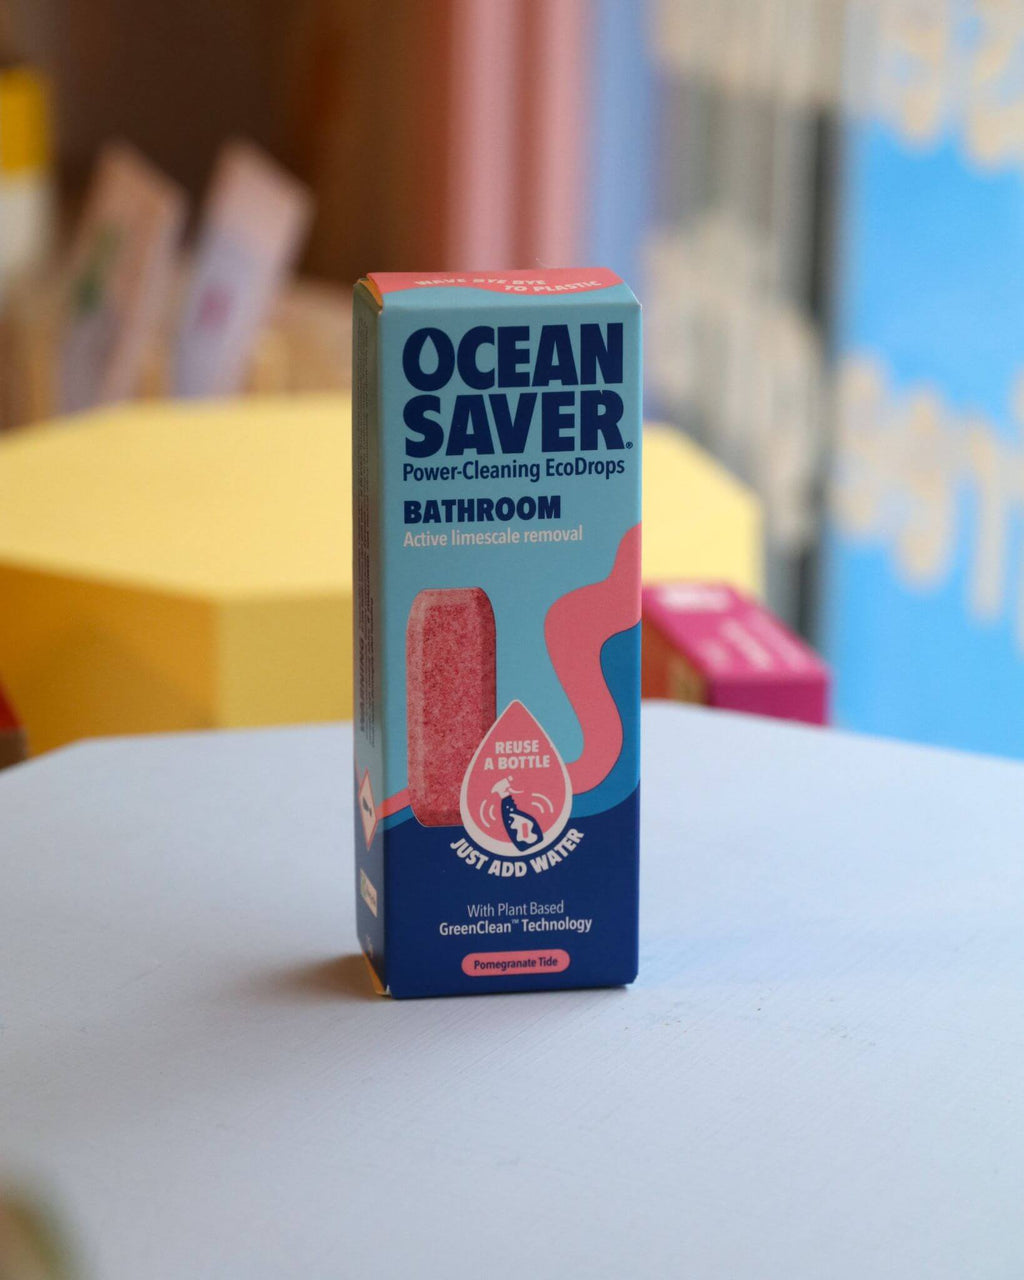 WAVE BYE BYE
TO PLASTIC
OCEAN
SAVER®
Power-Cleaning EcoDrops
BATHROOM
Active limescale removal
REUSE
A BOTTLE
JUST ADD WATER
With Plant Based
GreenClean™ Technology
Pomegranate Tide